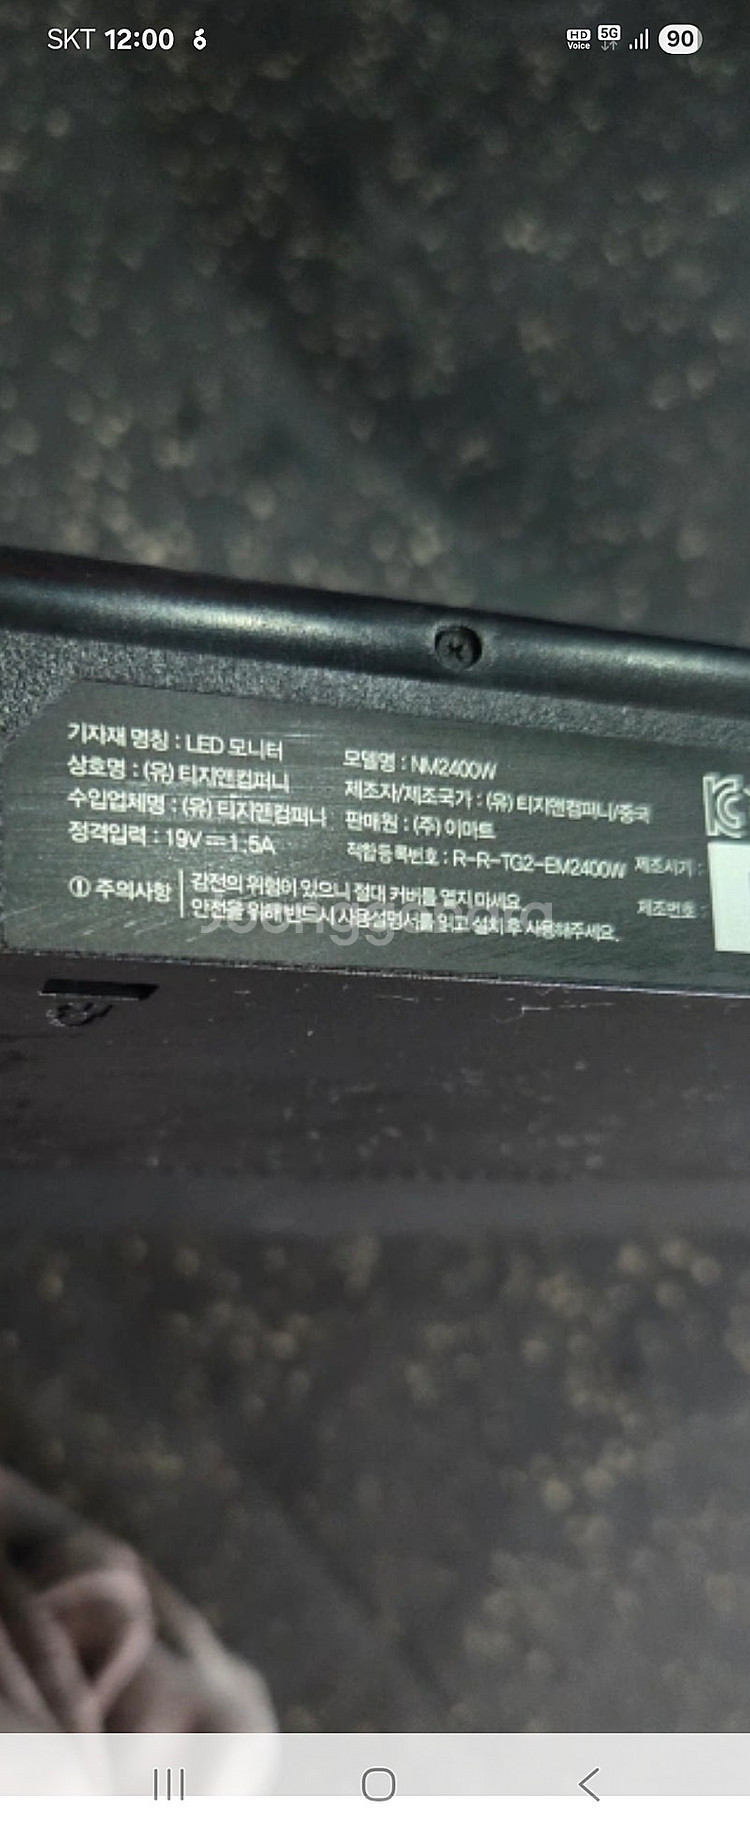 SKT 12:00
HD Voice 5G 90
기자재 명칭 : LED 모니터
상호명 : (유) 티지앤컴퍼니
수입업체명 : (유) 티지앤컴퍼니
정격입력 : 19V ⎓ 1.5A
모델명 : NM2400W
제조자/제조국가 : (유) 티지앤컴퍼니/중국
판매원 : (주) 이마트
적합등록번호 : R-R-TG2-EM2400W
제조시기 :
제조번호 :
① 주의사항
감전의 위험이 있으니 절대 커버를 열지 마세요.
안전을 위해 반드시 사용설명서를 읽고 설치 후 사용해주세요.
joonggonara